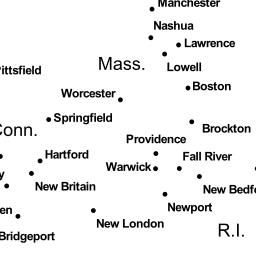 Manchester
Nashua
Lawrence
Mass.
Lowell
Pittsfield
Boston
Worcester
Springfield
Conn.
Brockton
Providence
Hartford
Fall River
Warwick
y
New Britain
New Bedfo
en
Newport
New London
R.I.
Bridgeport